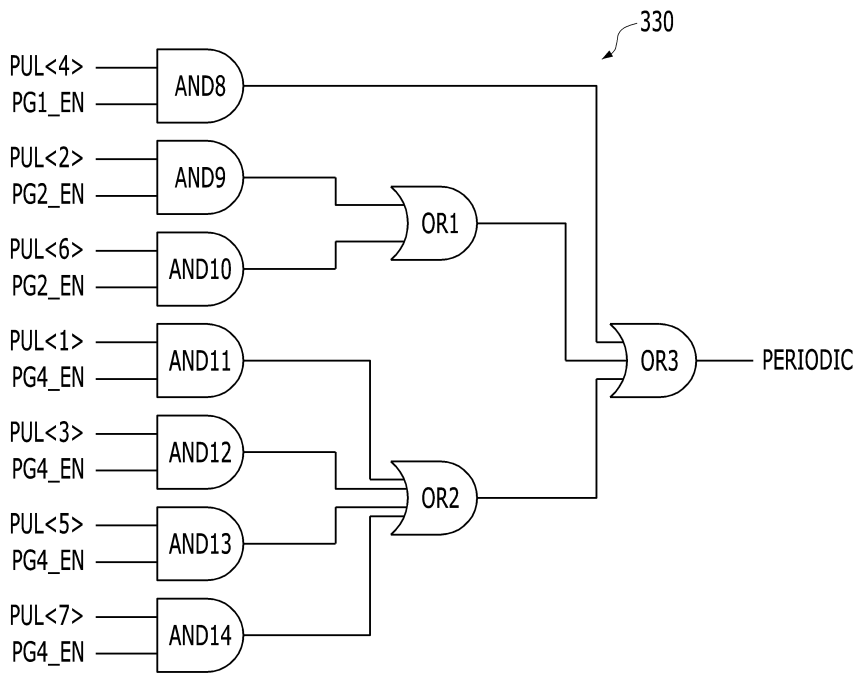 330
PUL<4>
PG1_EN
AND8
PUL<2>
PG2_EN
AND9
PUL<6>
PG2_EN
AND10
OR1
PUL<1>
PG4_EN
AND11
PUL<3>
PG4_EN
AND12
PUL<5>
PG4_EN
AND13
PUL<7>
PG4_EN
AND14
OR2
OR3
PERIODIC